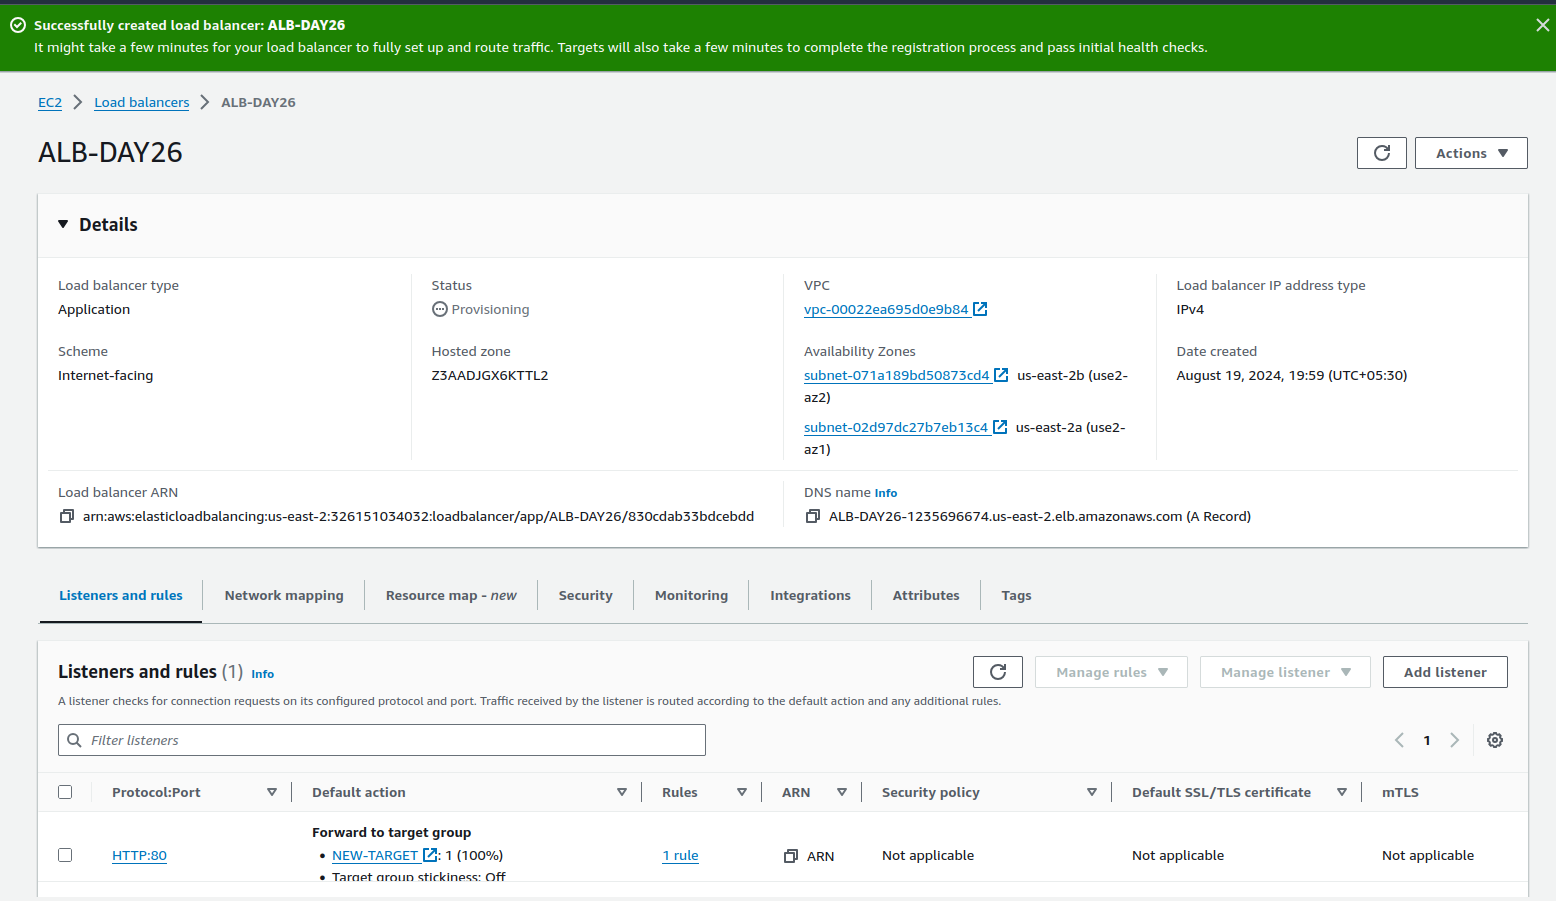 Successfully created load balancer: ALB-DAY26
It might take a few minutes for your load balancer to fully set up and route traffic. Targets will also take a few minutes to complete the registration process and pass initial health checks.
EC2 Load balancers ALB-DAY26
ALB-DAY26
Actions
Details
Load balancer type
Application
Status
Provisioning
VPC
vpc-00022ea695d0e9b84
Load balancer IP address type
IPv4
Scheme
Internet-facing
Hosted zone
Z3AADJGX6KTTL2
Availability Zones
subnet-071a189bd50873cd4 us-east-2b (use2-
az2)
subnet-02d97dc27b7eb13c4 us-east-2a (use2-
az1)
Date created
August 19, 2024, 19:59 (UTC+05:30)
Load balancer ARN
arn:aws:elasticloadbalancing:us-east-2:326151034032:loadbalancer/app/ALB-DAY26/830cdab33bdcebdd
DNS name Info
ALB-DAY26-1235696674.us-east-2.elb.amazonaws.com (A Record)
Listeners and rules Network mapping Resource map - new Security Monitoring Integrations Attributes Tags
Listeners and rules (1) Info
Manage rules Manage listener Add listener
A listener checks for connection requests on its configured protocol and port. Traffic received by the listener is routed according to the default action and any additional rules.
Filter listeners
1
Protocol:Port Default action Rules ARN Security policy Default SSL/TLS certificate mTLS
Forward to target group
HTTP:80 • NEW-TARGET : 1 (100%) 1 rule ARN Not applicable Not applicable Not applicable
• Target group stickiness: Off